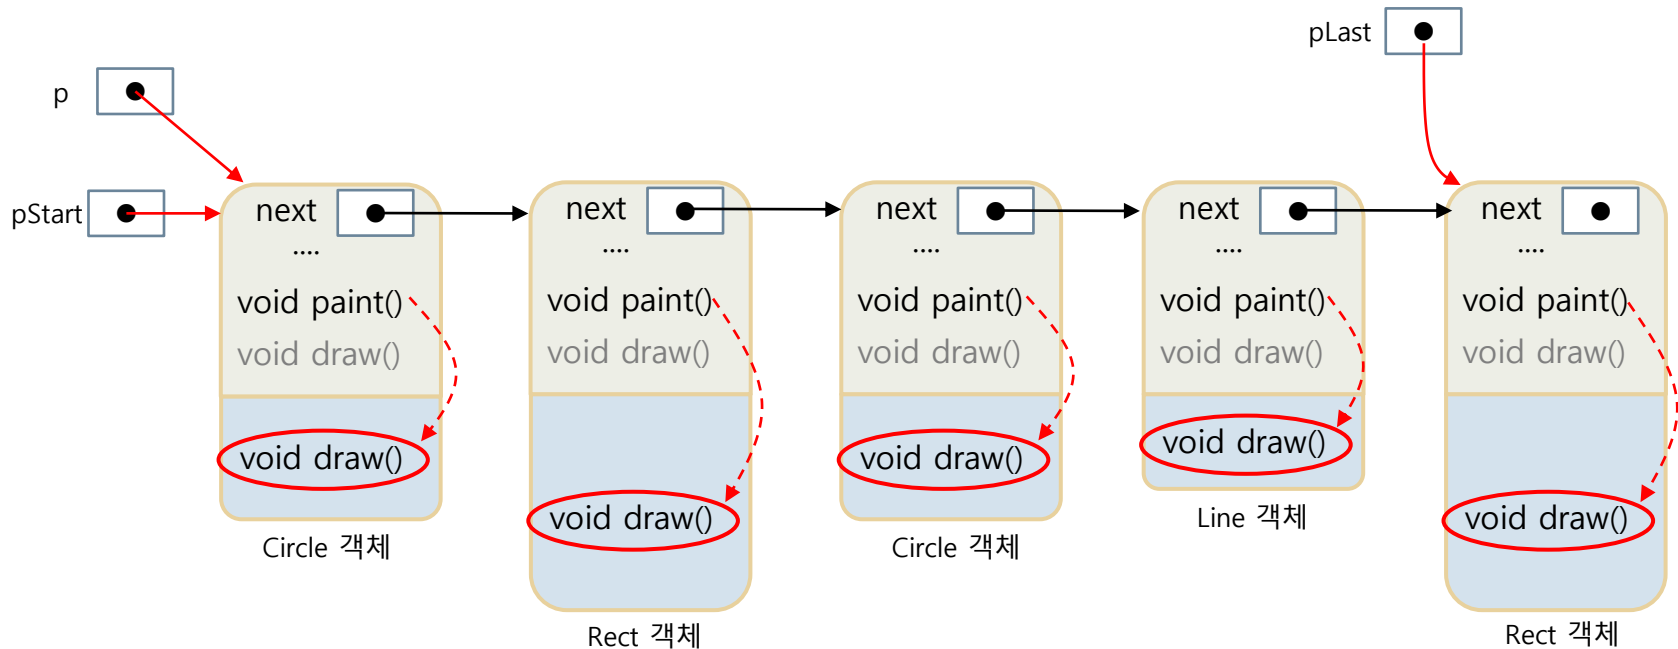 pLast
p
pStart
next
....
void paint()
void draw()
void draw()
Circle 객체
next
....
void paint()
void draw()
void draw()
Rect 객체
next
....
void paint()
void draw()
void draw()
Circle 객체
next
....
void paint()
void draw()
void draw()
Line 객체
next
....
void paint()
void draw()
void draw()
Rect 객체